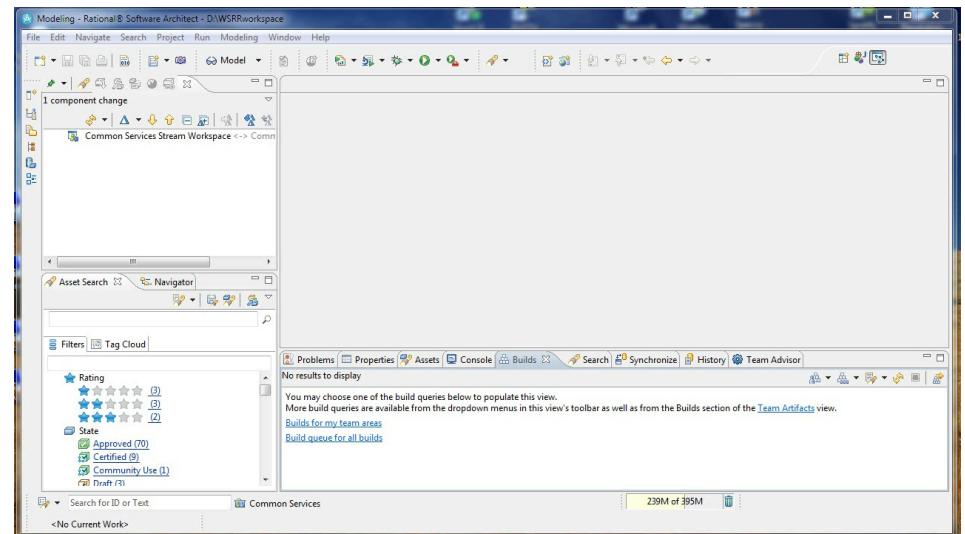 Modeling - Rational® Software Architect - D:\WSRRworkspace
File Edit Navigate Search Project Run Modeling Window Help
Model
1 component change
Common Services Stream Workspace <-> Comm
Asset Search Navigator
Filters Tag Cloud
Rating
(3)
(3)
(2)
State
Approved (70)
Certified (9)
Community Use (1)
Draft (3)
Problems Properties Assets Console Builds Search Synchronize History Team Advisor
No results to display
You may choose one of the build queries below to populate this view.
More build queries are available from the dropdown menus in this view's toolbar as well as from the Builds section of the Team Artifacts view.
Builds for my team areas
Build queue for all builds
Search for ID or Text
Common Services
239M of 395M
<No Current Work>